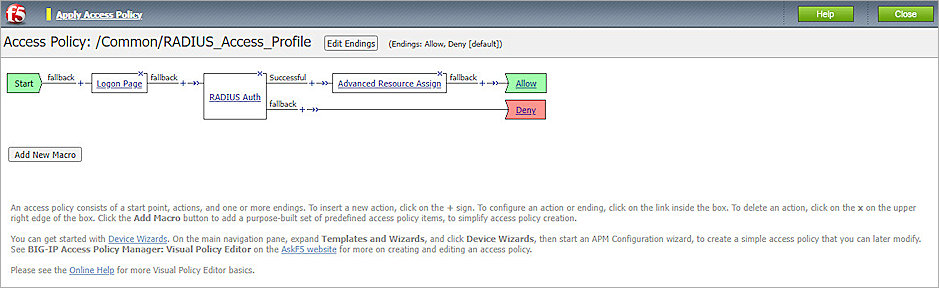 f5 Apply Access Policy Help Close
Access Policy: /Common/RADIUS_Access_Profile Edit Endings (Endings: Allow, Deny [default])
Start fallback + Logon Page x fallback + RADIUS Auth x Successful + Advanced Resource Assign x fallback + Allow
fallback + Deny
Add New Macro
An access policy consists of a start point, actions, and one or more endings. To insert a new action, click on the + sign. To configure an action or ending, click on the link inside the box. To delete an action, click on the x on the upper
right edge of the box. Click the Add Macro button to add a purpose-built set of predefined access policy items, to simplify access policy creation.
You can get started with Device Wizards. On the main navigation pane, expand Templates and Wizards, and click Device Wizards, then start an APM Configuration wizard, to create a simple access policy that you can later modify.
See BIG-IP Access Policy Manager: Visual Policy Editor on the AskF5 website for more on creating and editing an access policy.
Please see the Online Help for more Visual Policy Editor basics.